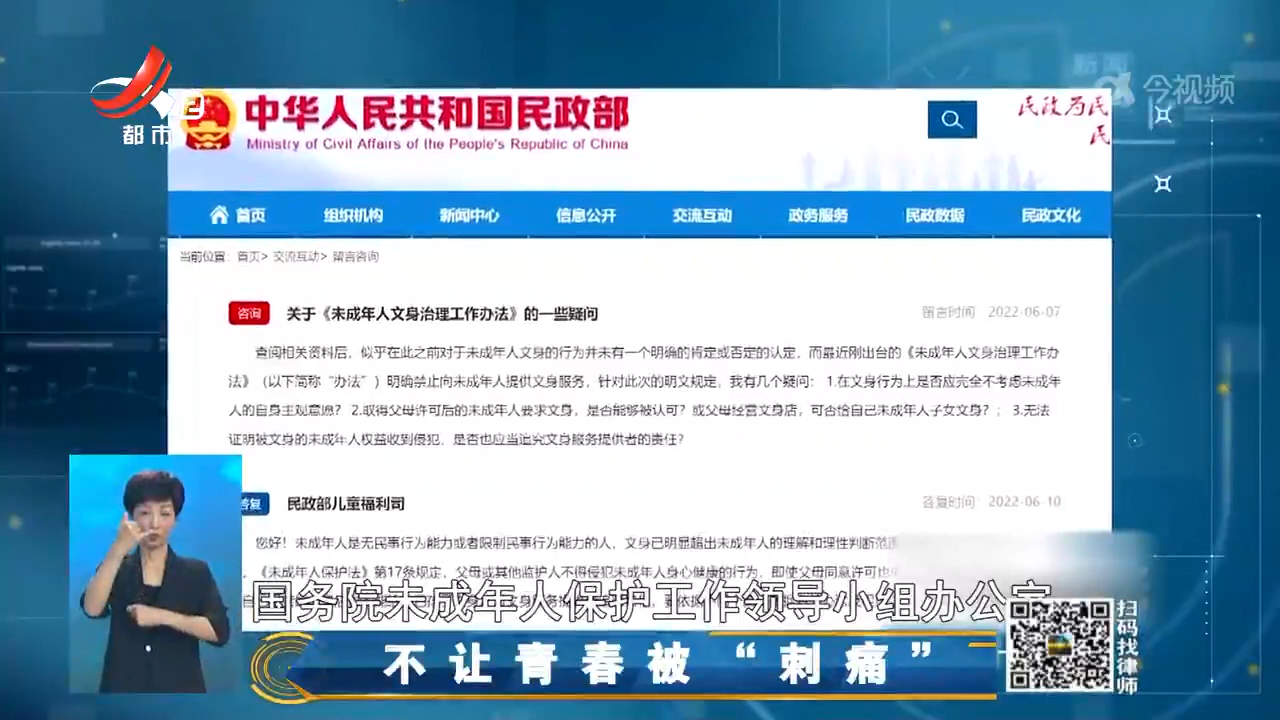 都市
今视频
中华人民共和国民政部
Ministry of Civil Affairs of the People's Republic of China
民政为民
民
首页 组织机构 新闻中心 信息公开 交流互动 政务服务 民政数据 民政文化
当前位置：首页> 交流互动> 留言咨询
咨询 关于《未成年人文身治理工作办法》的一些疑问 留言时间 2022-06-07
查阅相关资料后，似乎在此之前对于未成年人文身的行为并未有一个明确的肯定或否定的认定，而最近刚出台的《未成年人文身治理工作办
法》（以下简称“办法”）明确禁止向未成年人提供文身服务，针对此次的明文规定，我有几个疑问： 1.在文身行为上是否应完全不考虑未成年
人的自身主观意愿？ 2.取得父母许可后的未成年人要求文身，是否能够被认可？或父母经营文身店，可否给自己未成年人子女文身？； 3.无法
证明被文身的未成年人权益收到侵犯，是否也应当追究文身服务提供者的责任？
答复 民政部儿童福利司 答复时间 2022-06-10
您好！未成年人是无民事行为能力或者限制民事行为能力的人，文身已明显超出未成年人的理解和理性判断范
，《未成年人保护法》第17条规定，父母或其他监护人不得侵犯未成年人身心健康的行为，即使父母同意许可也
国务院未成年人保护工作领导小组办公室
不让青春被“刺痛”
扫码找律师